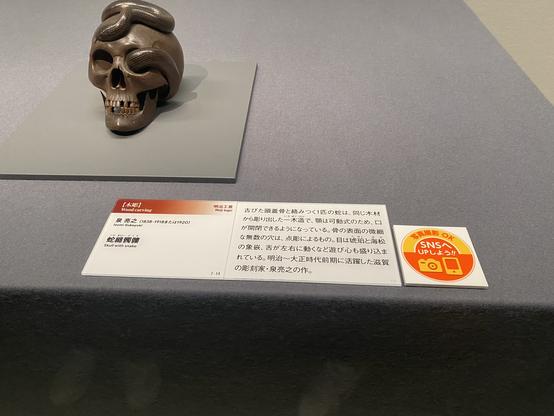 【木彫】
Wood carving
明治工芸
Meiji kogei
泉 亮之 (1838-1918または1920)
Izumi Sukeyuki
蛇絡髑髏
Skull with snake
古びた頭蓋骨と絡みつく1匹の蛇は、同じ木材
から彫り出した一木造で、顎は可動式のため、口
が開閉できるようになっている。骨の表面の微細
な無数の穴は、点彫によるもの。目は琥珀と海松
の象嵌、舌が左右に動くなど遊び心も盛り込ま
れている。明治〜大正時代前期に活躍した滋賀
の彫刻家・泉亮之の作。
写真撮影 OK
SNSへ
UPしよう!!